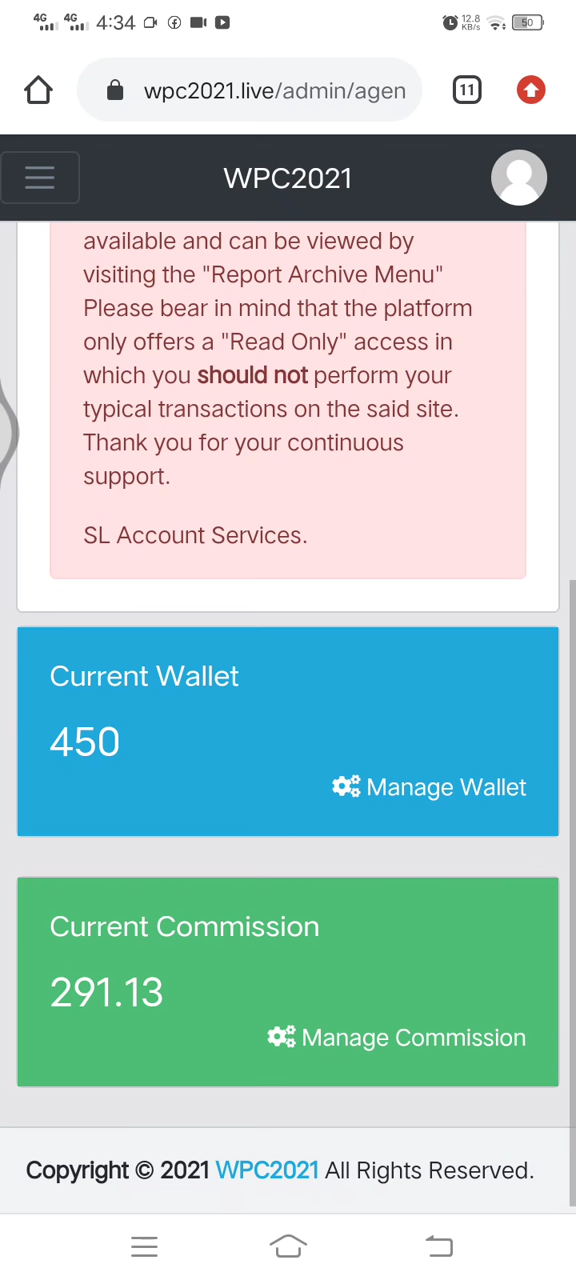 4G 4G 4:34 12.8 KB/s 50
wpc2021.live/admin/agen 11
WPC2021
available and can be viewed by
visiting the "Report Archive Menu"
Please bear in mind that the platform
only offers a "Read Only" access in
which you should not perform your
typical transactions on the said site.
Thank you for your continuous
support.
SL Account Services.
Current Wallet
450
Manage Wallet
Current Commission
291.13
Manage Commission
Copyright © 2021 WPC2021 All Rights Reserved.